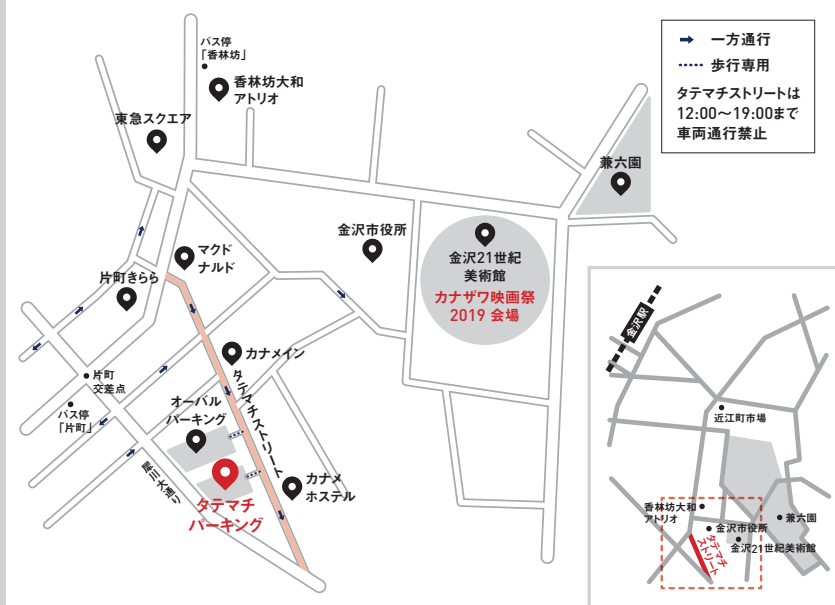 バス停
「香林坊」
香林坊大和
アトリオ
東急スクエア
一方通行
歩行専用
タテマチストリートは
12:00〜19:00まで
車両通行禁止
兼六園
金沢市役所
金沢21世紀
美術館
カナザワ映画祭
2019 会場
マクド
ナルド
片町きらら
カナメイン
片町
交差点
バス停
「片町」
オーバル
パーキング
タテマチストリート
犀川大通り
タテマチ
パーキング
カナメ
ホステル
金沢駅
近江町市場
香林坊大和
アトリオ
兼六園
金沢市役所
金沢21世紀美術館
タテマチ
ストリート